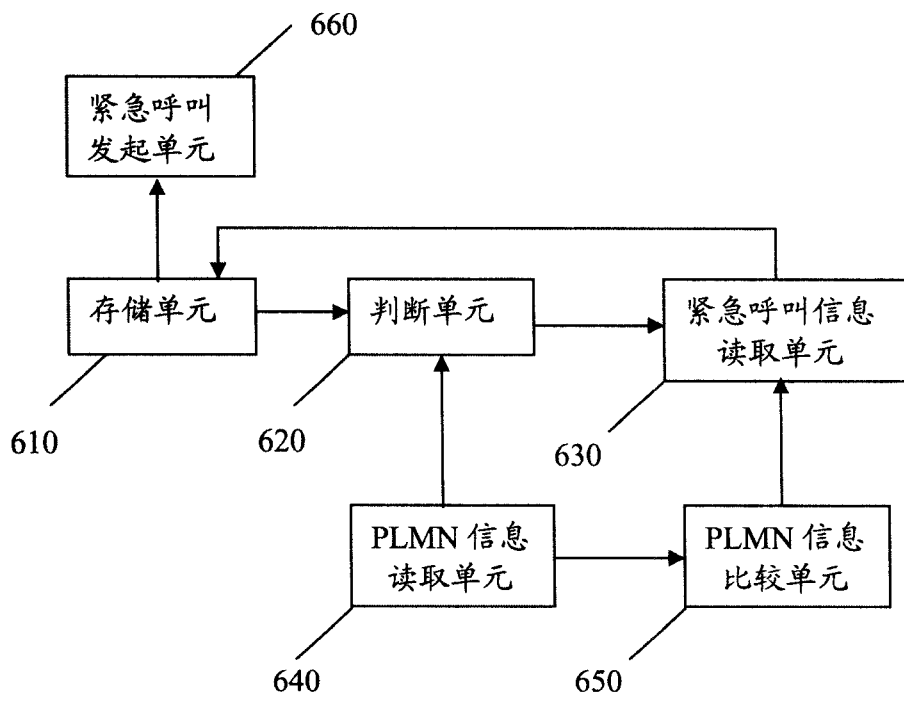 660
紧急呼叫
发起单元
存储单元
判断单元
紧急呼叫信息
读取单元
610
620
630
PLMN 信息
读取单元
PLMN 信息
比较单元
640
650